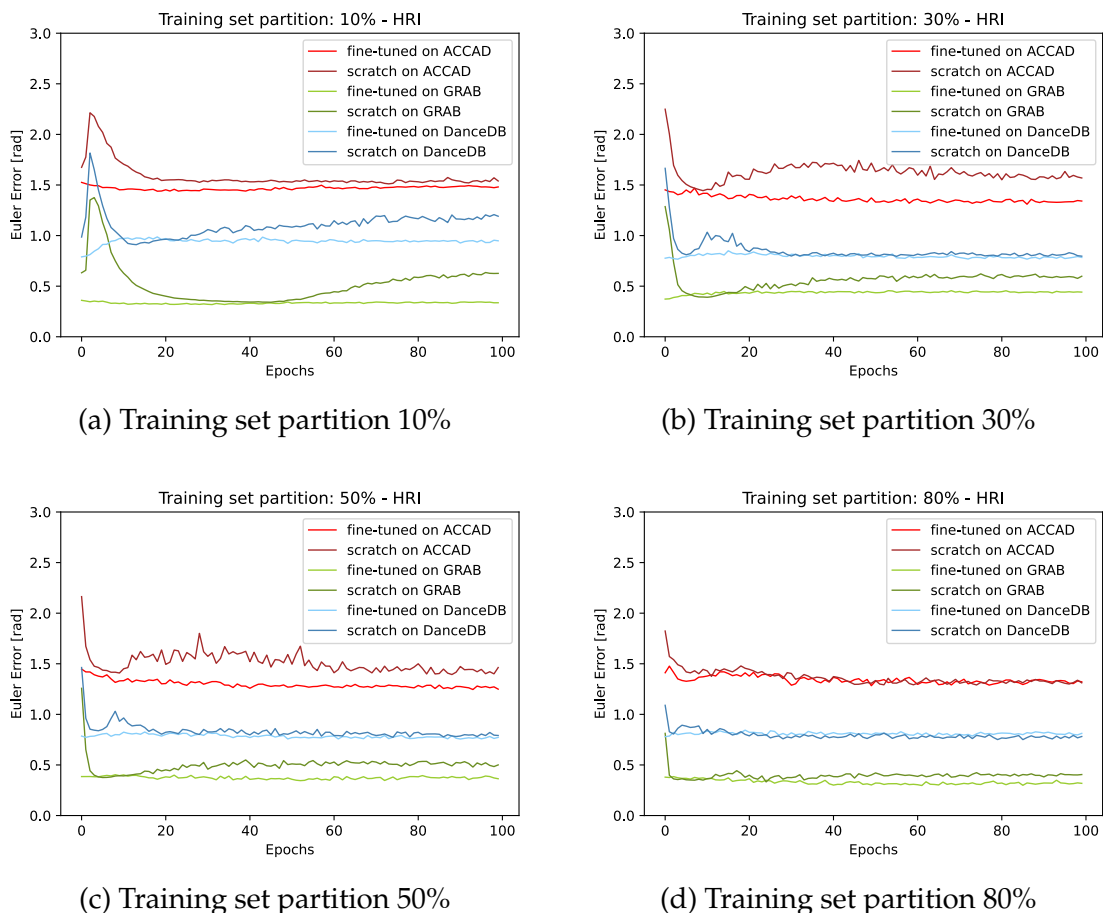 Training set partition: 10% - HRI
3.0
2.5
2.0
1.5
1.0
0.5
0.0
Euler Error [rad]
fine-tuned on ACCAD
scratch on ACCAD
fine-tuned on GRAB
scratch on GRAB
fine-tuned on DanceDB
scratch on DanceDB
0 20 40 60 80 100
Epochs
(a) Training set partition 10%
Training set partition: 30% - HRI
3.0
2.5
2.0
1.5
1.0
0.5
0.0
Euler Error [rad]
fine-tuned on ACCAD
scratch on ACCAD
fine-tuned on GRAB
scratch on GRAB
fine-tuned on DanceDB
scratch on DanceDB
0 20 40 60 80 100
Epochs
(b) Training set partition 30%
Training set partition: 50% - HRI
3.0
2.5
2.0
1.5
1.0
0.5
0.0
Euler Error [rad]
fine-tuned on ACCAD
scratch on ACCAD
fine-tuned on GRAB
scratch on GRAB
fine-tuned on DanceDB
scratch on DanceDB
0 20 40 60 80 100
Epochs
(c) Training set partition 50%
Training set partition: 80% - HRI
3.0
2.5
2.0
1.5
1.0
0.5
0.0
Euler Error [rad]
fine-tuned on ACCAD
scratch on ACCAD
fine-tuned on GRAB
scratch on GRAB
fine-tuned on DanceDB
scratch on DanceDB
0 20 40 60 80 100
Epochs
(d) Training set partition 80%